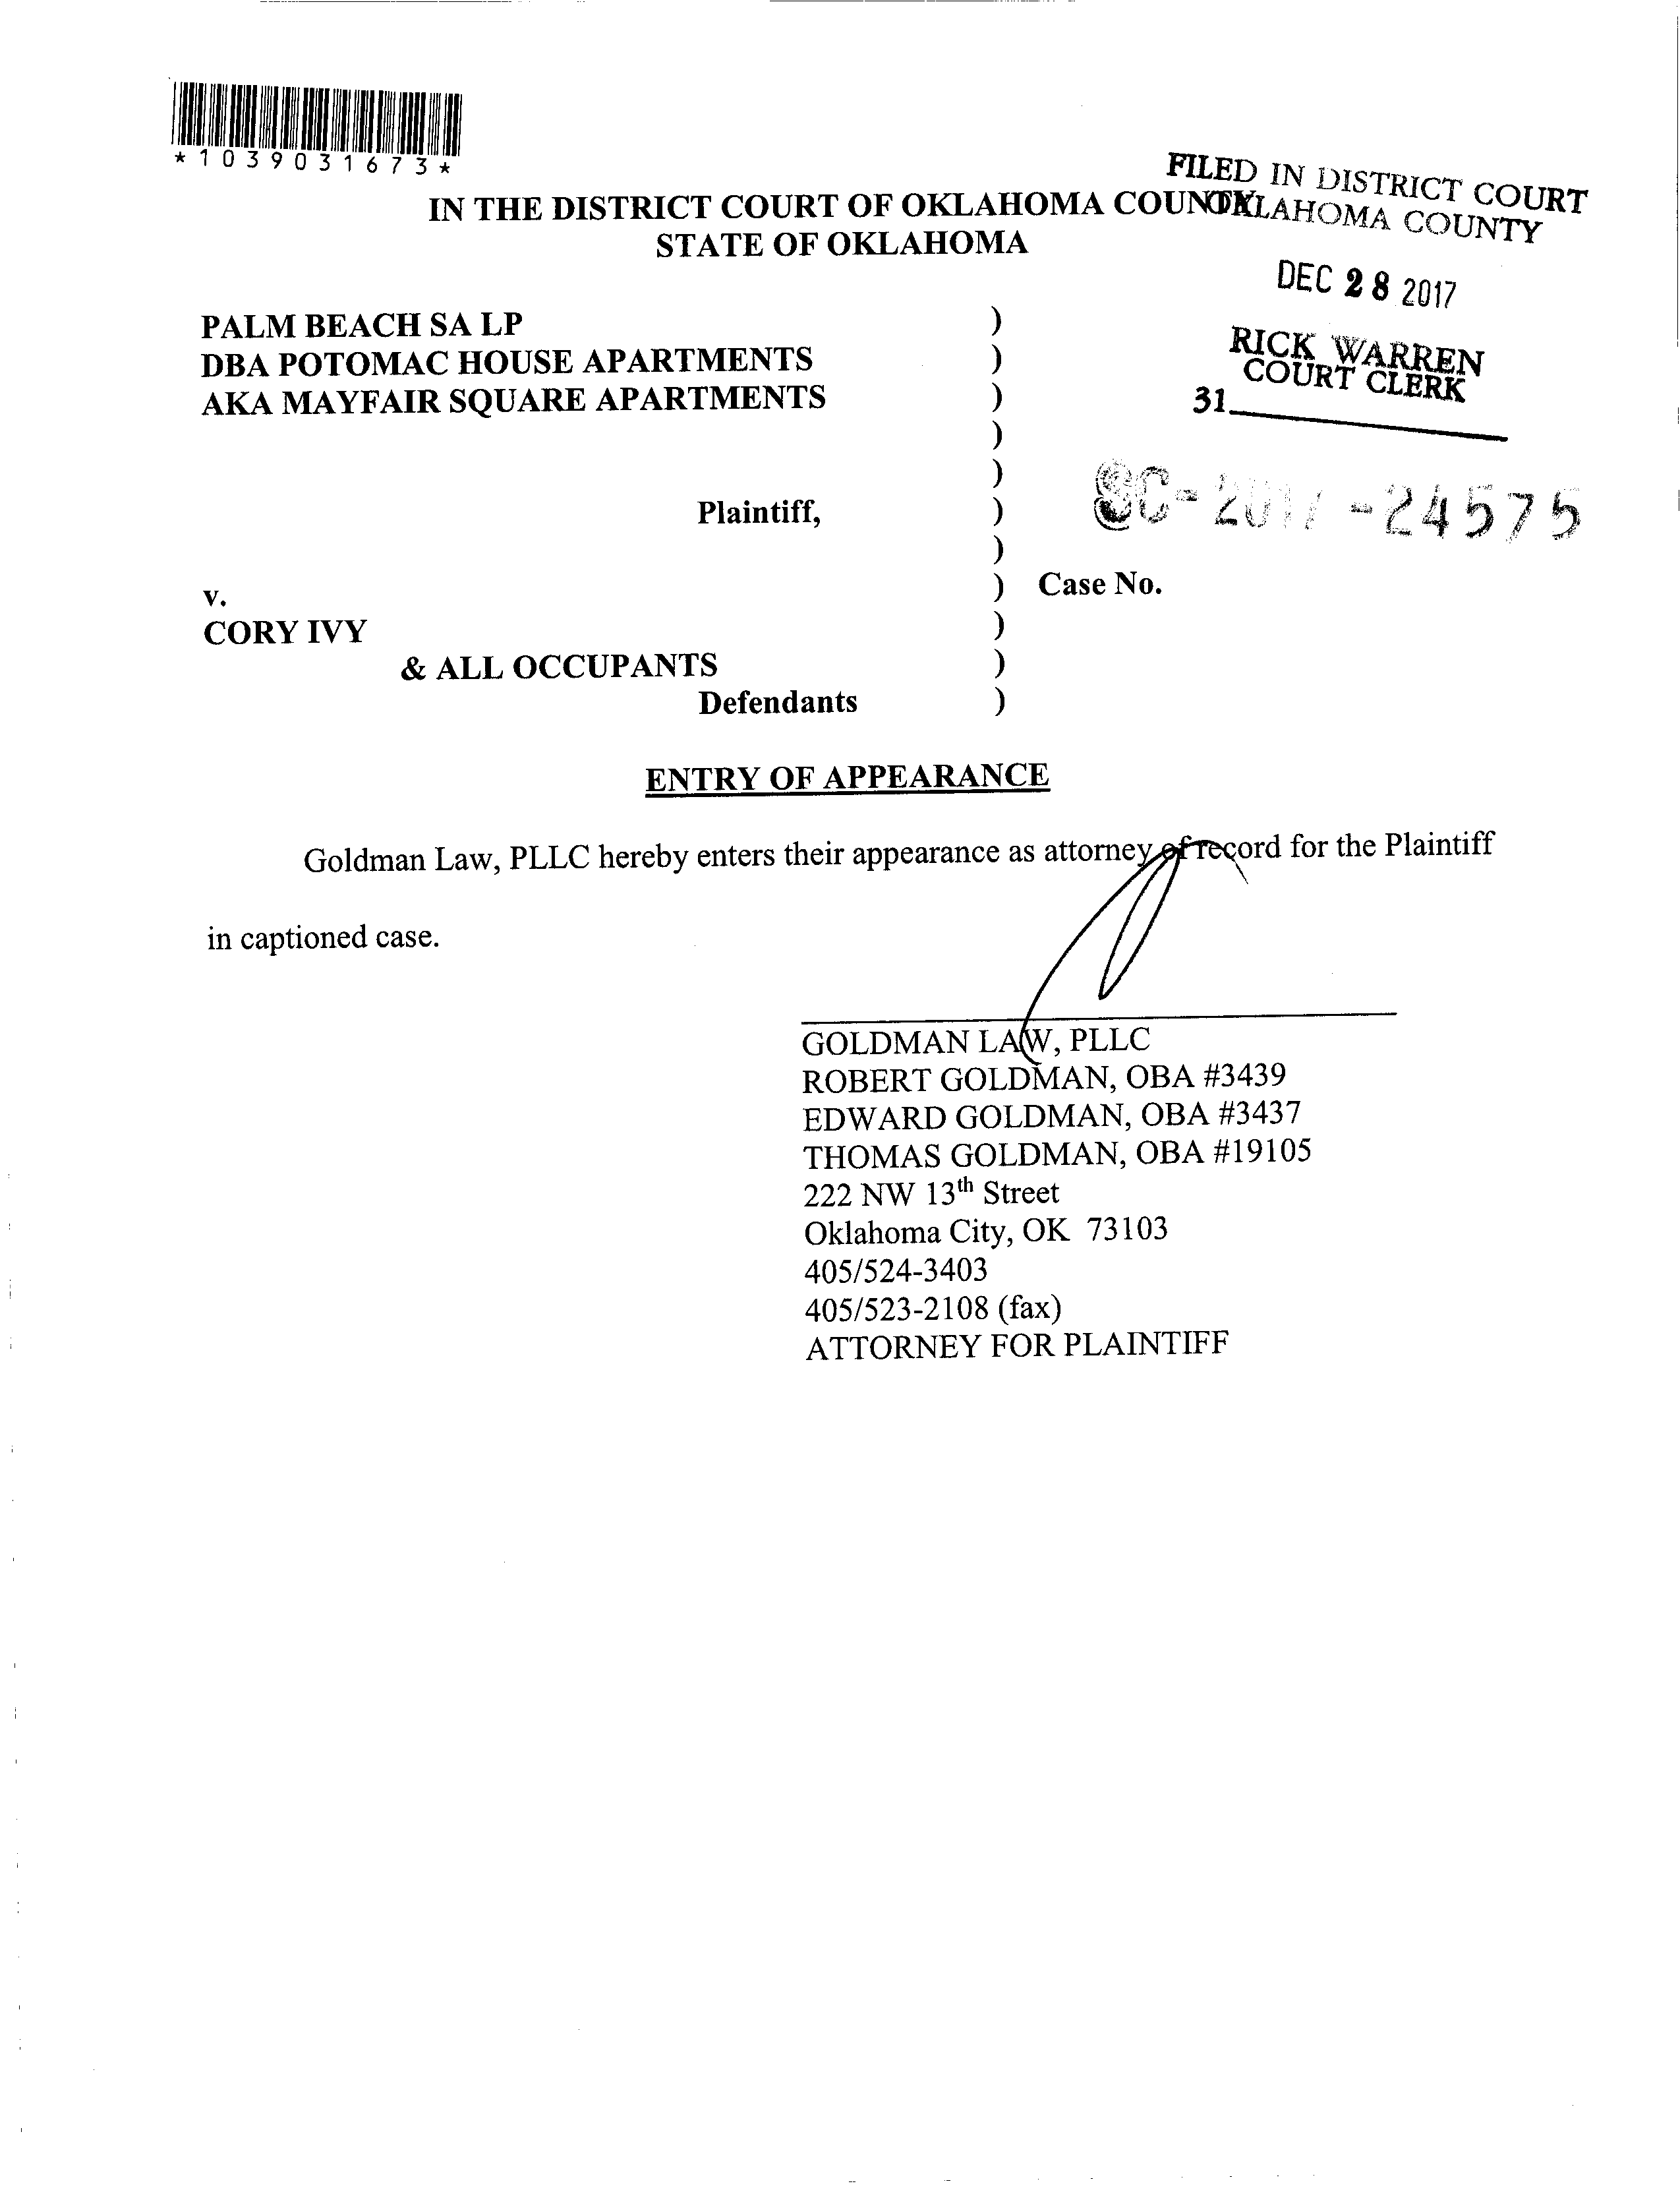 *1039031673*
FILED IN DISTRICT COURT
OKLAHOMA COUNTY
IN THE DISTRICT COURT OF OKLAHOMA COUNTY
STATE OF OKLAHOMA
DEC 28 2017
RICK WARREN
COURT CLERK
31
PALM BEACH SA LP )
DBA POTOMAC HOUSE APARTMENTS )
AKA MAYFAIR SQUARE APARTMENTS )
)
)
SC-2017-24575
Plaintiff, )
)
) Case No.
v.
CORY IVY )
& ALL OCCUPANTS )
Defendants )
ENTRY OF APPEARANCE
Goldman Law, PLLC hereby enters their appearance as attorney of record for the Plaintiff
in captioned case.
GOLDMAN LAW, PLLC
ROBERT GOLDMAN, OBA #3439
EDWARD GOLDMAN, OBA #3437
THOMAS GOLDMAN, OBA #19105
222 NW 13th Street
Oklahoma City, OK 73103
405/524-3403
405/523-2108 (fax)
ATTORNEY FOR PLAINTIFF